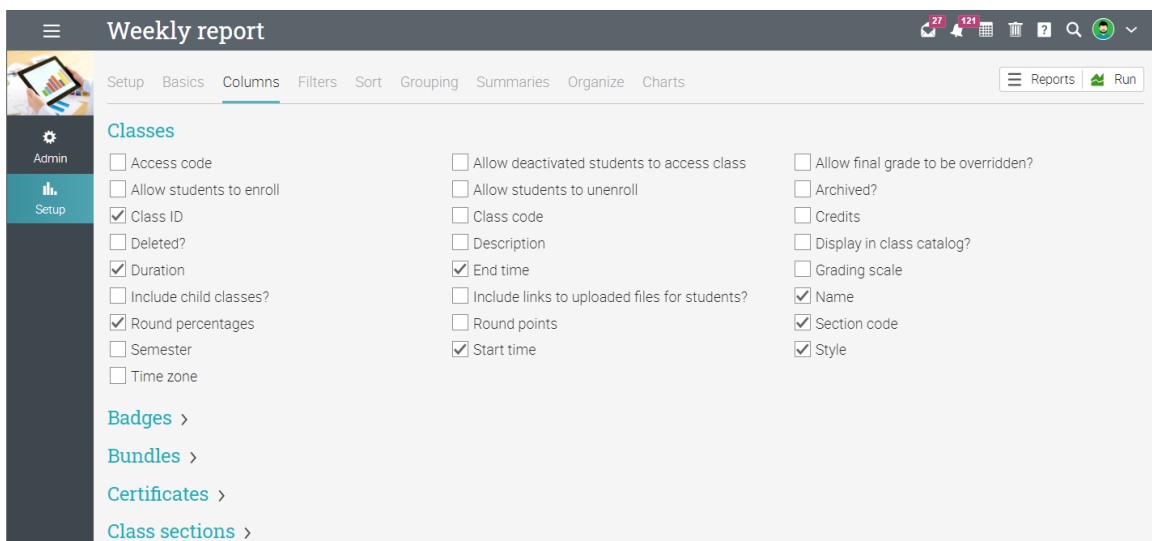 Weekly report
27
121
Setup Basics Columns Filters Sort Grouping Summaries Organize Charts
Reports Run
Admin
Setup
Classes
Access code Allow deactivated students to access class Allow final grade to be overridden?
Allow students to enroll Allow students to unenroll Archived?
Class ID Class code Credits
Deleted? Description Display in class catalog?
Duration End time Grading scale
Include child classes? Include links to uploaded files for students? Name
Round percentages Round points Section code
Semester Start time Style
Time zone
Badges >
Bundles >
Certificates >
Class sections >